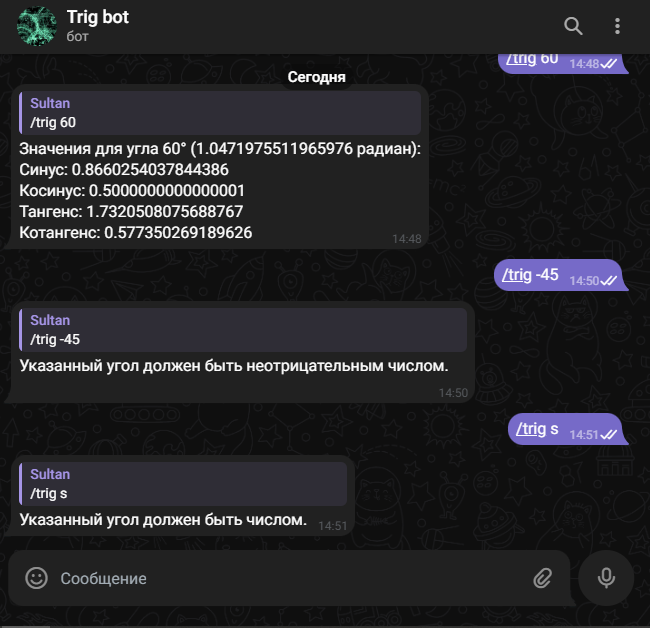 Trig bot
бот
/trig 60 14:48
Сегодня
Sultan
/trig 60
Значения для угла 60° (1.0471975511965976 радиан):
Синус: 0.8660254037844386
Косинус: 0.5000000000000001
Тангенс: 1.7320508075688767
Котангенс: 0.577350269189626
14:48
/trig -45 14:50
Sultan
/trig -45
Указанный угол должен быть неотрицательным числом.
14:50
/trig s 14:51
Sultan
/trig s
Указанный угол должен быть числом. 14:51
Сообщение